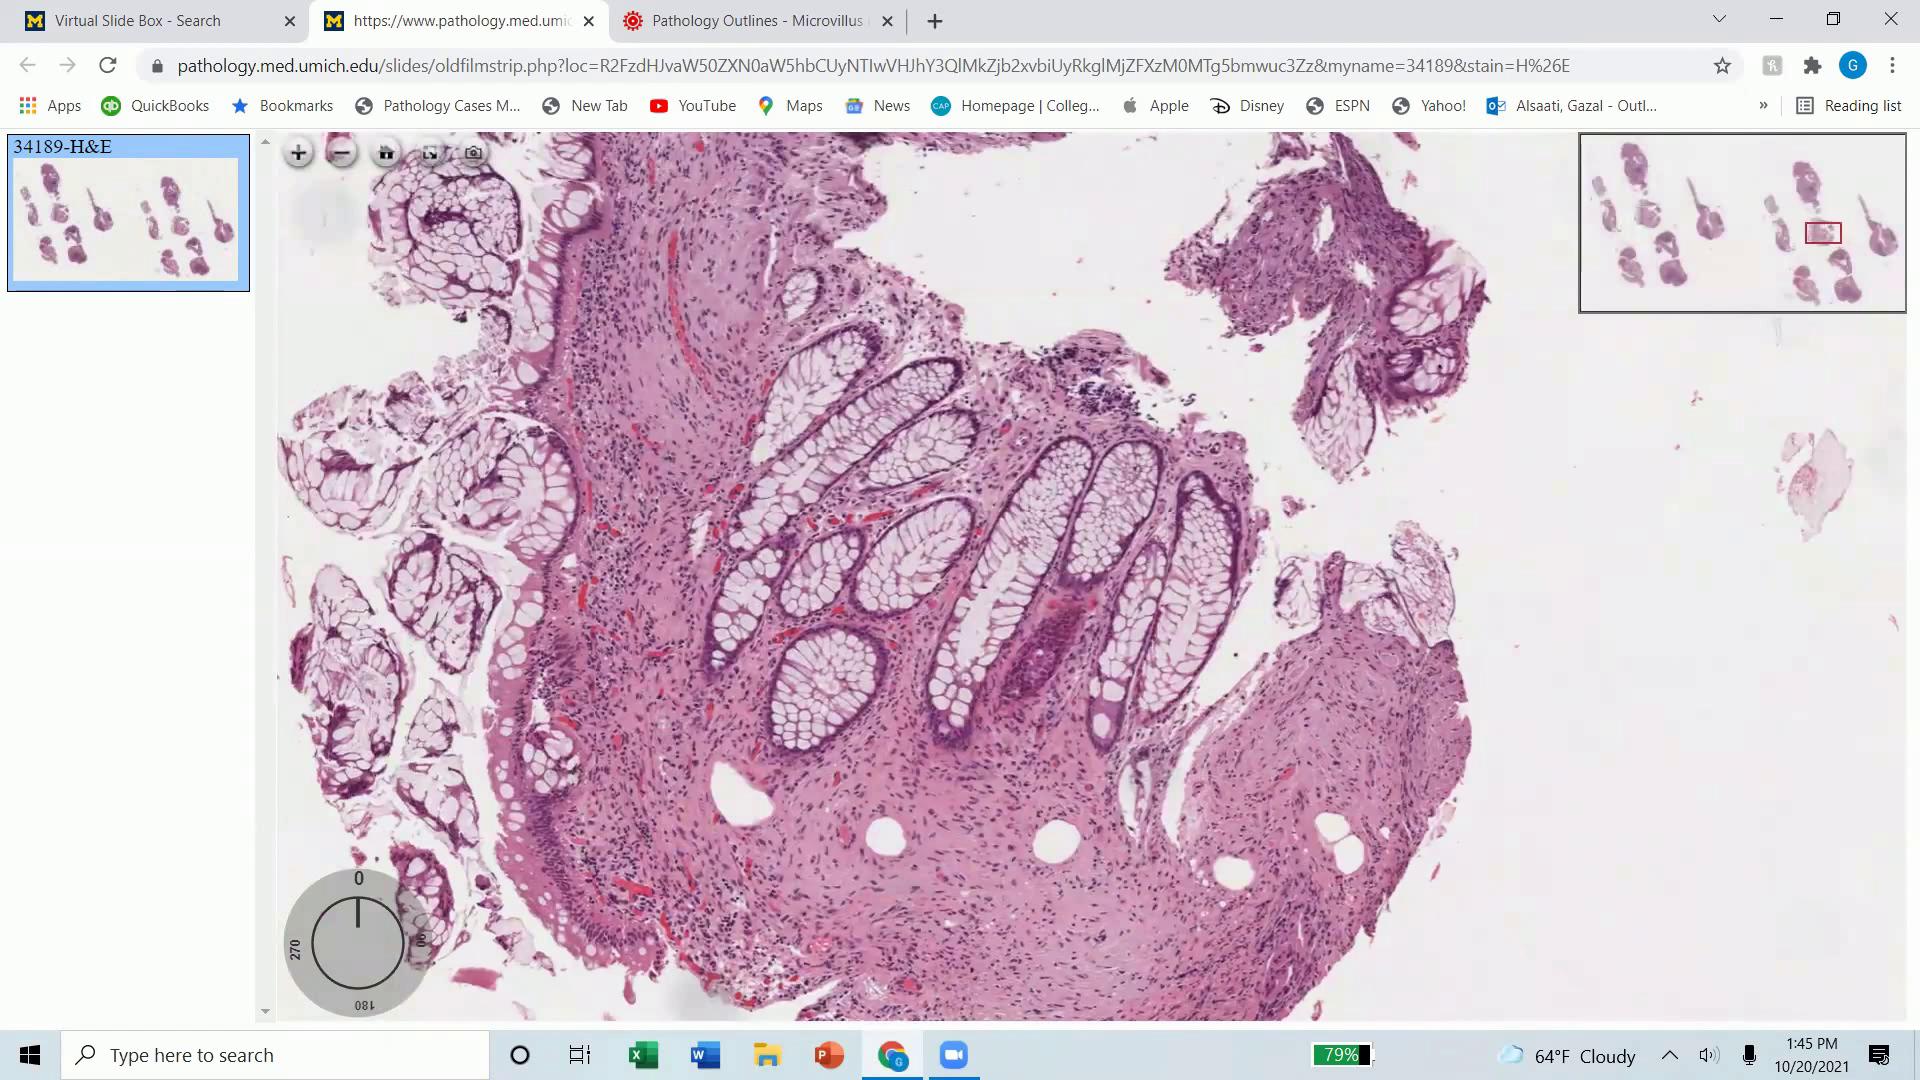 Virtual Slide Box - Search
https://www.pathology.med.umic
Pathology Outlines - Microvillus
pathology.med.umich.edu/slides/oldfilmstrip.php?loc=R2FzdHJvaW50ZXN0aW5hbCUyNTIwVHJhY3QlMkZjb2xvbiUyRkglMjZFXzM0MTg5bmwuc3Zz&myname=34189&stain=H%26E
G
Apps
QuickBooks
Bookmarks
Pathology Cases M...
New Tab
YouTube
Maps
News
CAP
Homepage | Colleg...
Apple
Disney
ESPN
Yahoo!
Alsaati, Gazal - Outl...
»
Reading list
34189-H&E
0
90
180
270
Type here to search
79%
64°F Cloudy
1:45 PM
10/20/2021